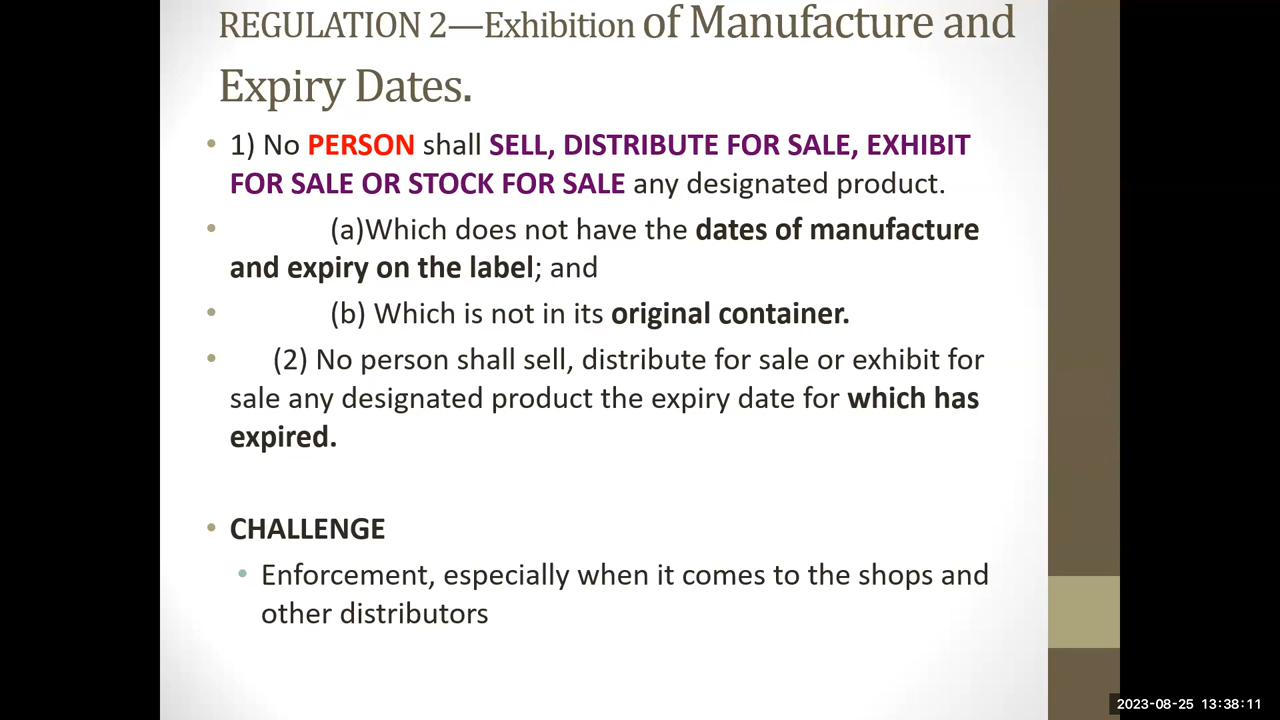 REGULATION 2—Exhibition of Manufacture and
Expiry Dates.
• 1) No PERSON shall SELL, DISTRIBUTE FOR SALE, EXHIBIT
FOR SALE OR STOCK FOR SALE any designated product.
• (a)Which does not have the dates of manufacture
and expiry on the label; and
• (b) Which is not in its original container.
• (2) No person shall sell, distribute for sale or exhibit for
sale any designated product the expiry date for which has
expired.
• CHALLENGE
• Enforcement, especially when it comes to the shops and
other distributors
2023-08-25 13:38:11